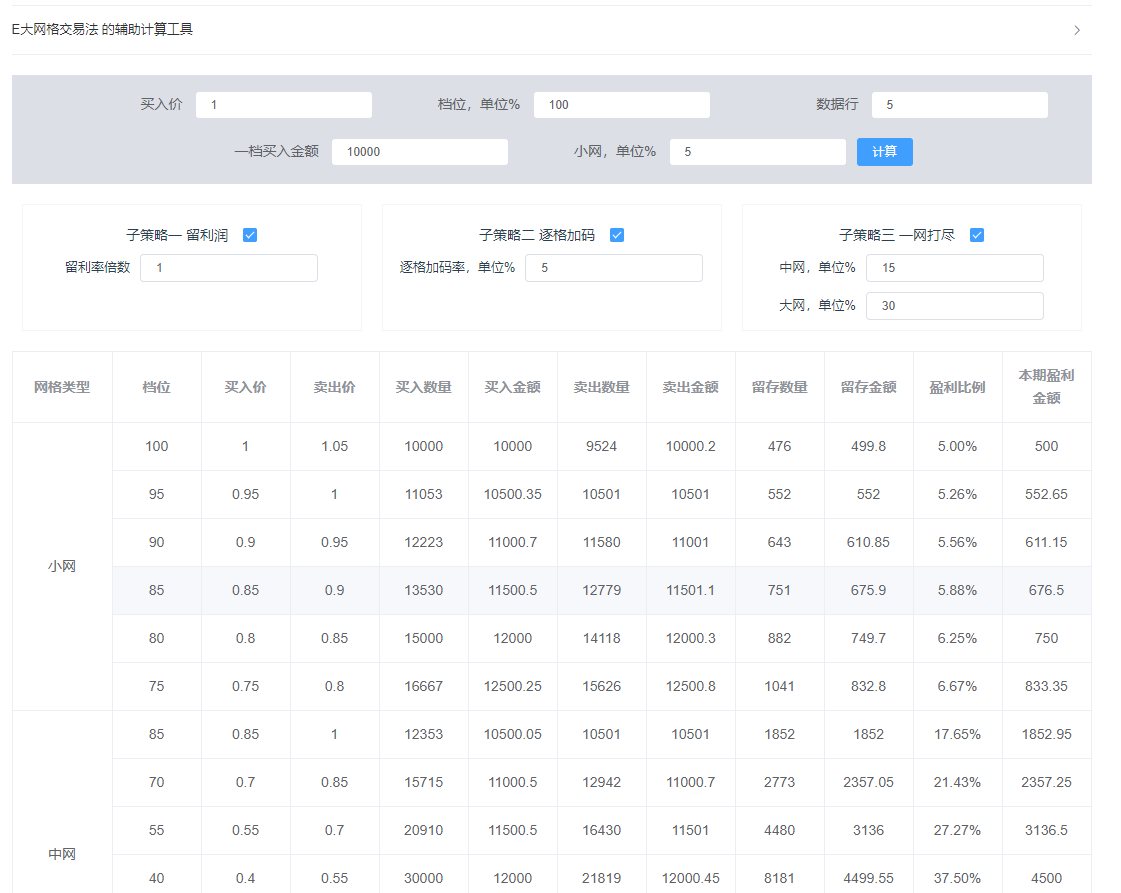 E大网格交易法 的辅助计算工具
买入价 1 档位，单位% 100 数据行 5
一档买入金额 10000 小网，单位% 5 计算
子策略一 留利润 子策略二 逐格加码 子策略三 一网打尽
留利率倍数 1 逐格加码率，单位% 5 中网，单位% 15
大网，单位% 30
网格类型 档位 买入价 卖出价 买入数量 买入金额 卖出数量 卖出金额 留存数量 留存金额 盈利比例 本期盈利金额
100 1 1.05 10000 10000 9524 10000.2 476 499.8 5.00% 500
95 0.95 1 11053 10500.35 10501 10501 552 552 5.26% 552.65
90 0.9 0.95 12223 11000.7 11580 11001 643 610.85 5.56% 611.15
小网
85 0.85 0.9 13530 11500.5 12779 11501.1 751 675.9 5.88% 676.5
80 0.8 0.85 15000 12000 14118 12000.3 882 749.7 6.25% 750
75 0.75 0.8 16667 12500.25 15626 12500.8 1041 832.8 6.67% 833.35
85 0.85 1 12353 10500.05 10501 10501 1852 1852 17.65% 1852.95
70 0.7 0.85 15715 11000.5 12942 11000.7 2773 2357.05 21.43% 2357.25
55 0.55 0.7 20910 11500.5 16430 11501 4480 3136 27.27% 3136.5
中网
40 0.4 0.55 30000 12000 21819 12000.45 8181 4499.55 37.50% 4500